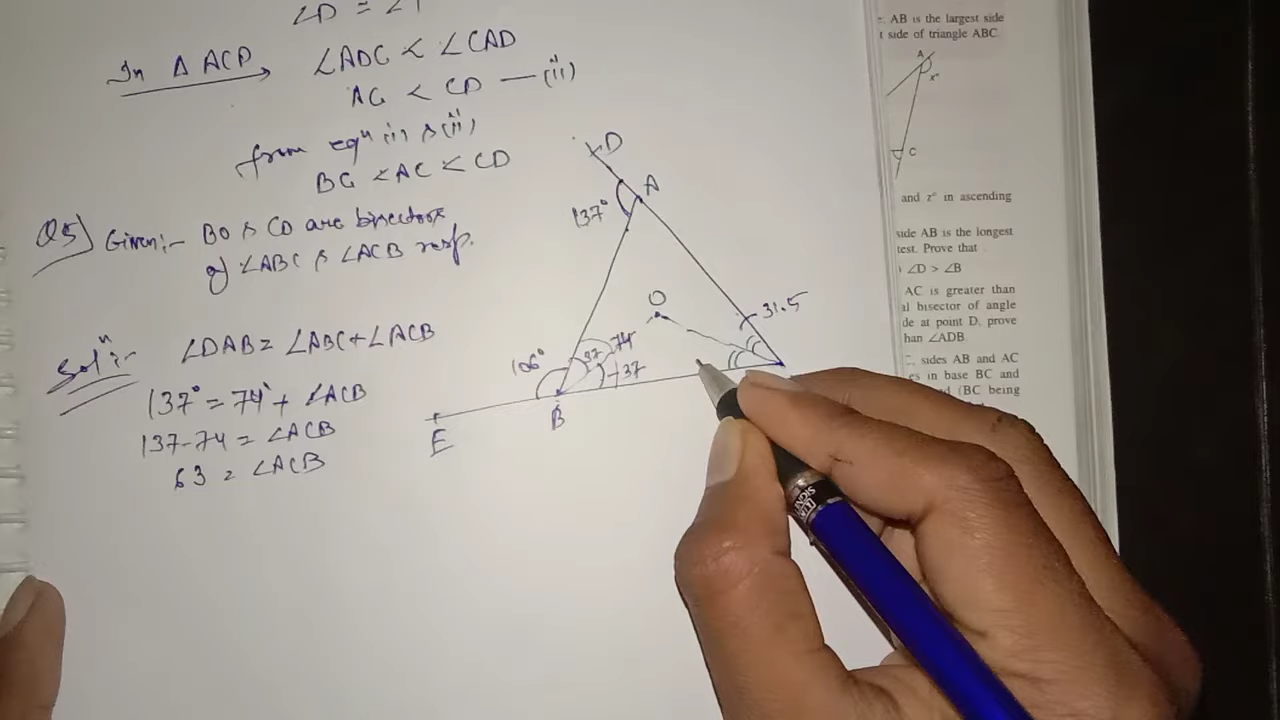 ∠D = ∠
In Δ ACD ∠ADC < ∠CAD
AC < CD — (ii)
from eqn (i) & (ii)
BC < AC < CD
Q5) Given:- BO & CO are bisectors
of ∠ABC & ∠ACB resp.
Soln:- ∠DAB = ∠ABC + ∠ACB
137° = 74° + ∠ACB
137-74 = ∠ACB
63 = ∠ACB
D
A
137°
O
31.5
106°
37
74
37
E
B
AB is the largest side
t side of triangle ABC.
A
x°
C
and z° in ascending
side AB is the longest
test. Prove that
∠D > ∠B
AC is greater than
al bisector of angle
de at point D, prove
han ∠ADB.
sides AB and AC
es in base BC and
(BC being